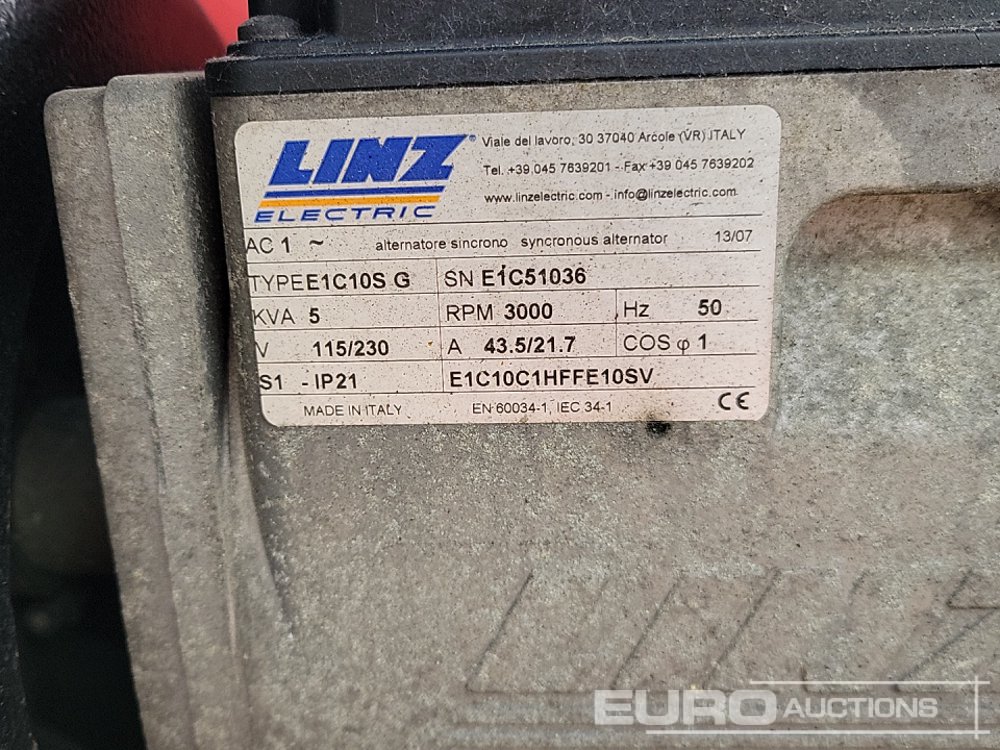 LINZ ®
ELECTRIC
Viale del lavoro, 30 37040 Arcole (VR) ITALY
Tel. +39 045 7639201 - Fax +39 045 7639202
www.linzelectric.com - info@linzelectric.com
AC 1 ~ alternatore sincrono syncronous alternator 13/07
TYPE E1C10S G SN E1C51036
KVA 5 RPM 3000 Hz 50
V 115/230 A 43.5/21.7 COS φ 1
S1 - IP21 E1C10C1HFFE10SV
MADE IN ITALY EN 60034-1, IEC 34-1 CE
LINZ
EURO AUCTIONS